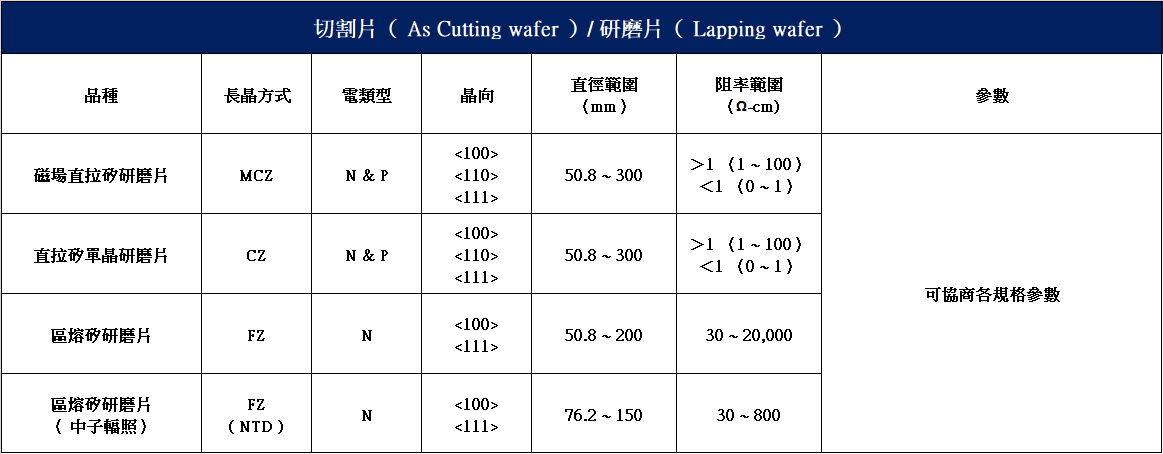 切割片（ As Cutting wafer ）/ 研磨片（ Lapping wafer ）
品種 長晶方式 電類型 晶向 直徑範圍 阻率範圍 參數
（mm） （Ω-cm）
磁場直拉矽研磨片 MCZ N & P <100> 50.8 ~ 300 ＞1 （1 ~ 100）
<110> ＜1 （0 ~ 1）
<111>
直拉矽單晶研磨片 CZ N & P <100> 50.8 ~ 300 ＞1 （1 ~ 100）
<110> ＜1 （0 ~ 1）
<111>
可協商各規格參數
區熔矽研磨片 FZ N <100> 50.8 ~ 200 30 ~ 20,000
<111>
區熔矽研磨片 FZ N <100> 76.2 ~ 150 30 ~ 800
（ 中子輻照） （ NTD ） <111>